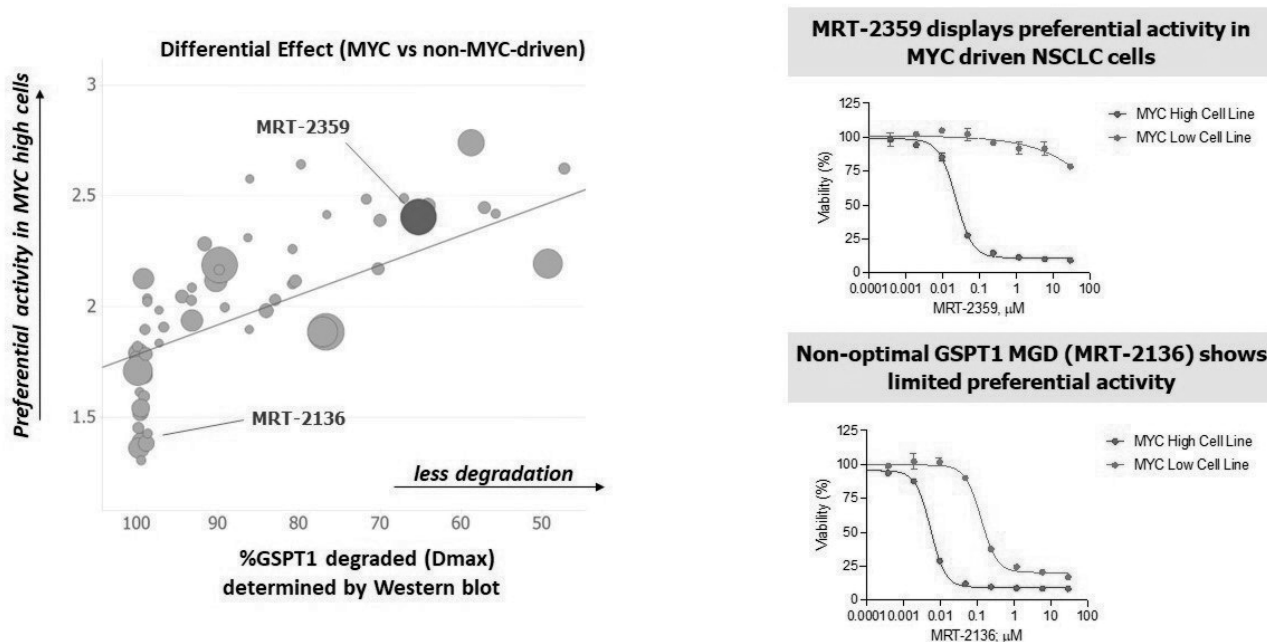 Differential Effect (MYC vs non-MYC-driven)
Preferential activity in MYC high cells
3
2.5
2
1.5
MRT-2359
MRT-2136
less degradation
100 90 80 70 60 50
%GSPT1 degraded (Dmax)
determined by Western blot
MRT-2359 displays preferential activity in
MYC driven NSCLC cells
Viability (%)
125
100
75
50
25
0
MYC High Cell Line
MYC Low Cell Line
0.0001 0.001 0.01 0.1 1 10 100
MRT-2359, µM
Non-optimal GSPT1 MGD (MRT-2136) shows
limited preferential activity
Viability (%)
125
100
75
50
25
0
MYC High Cell Line
MYC Low Cell Line
0.0001 0.001 0.01 0.1 1 10 100
MRT-2136; µM